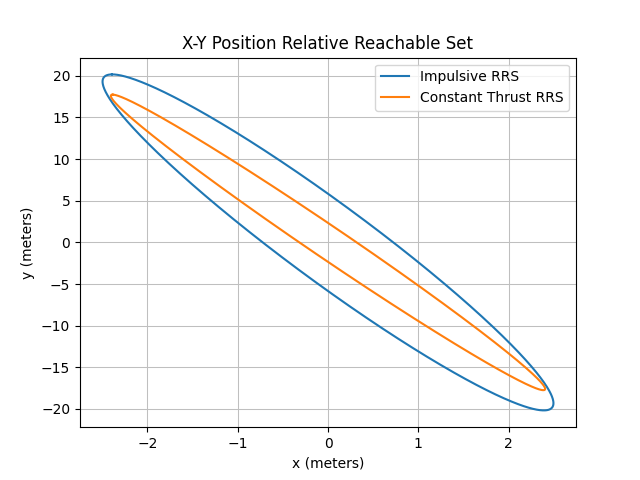 X-Y Position Relative Reachable Set
Impulsive RRS
Constant Thrust RRS
20
15
10
5
0
−5
−10
−15
−20
y (meters)
−2
−1
0
1
2
x (meters)